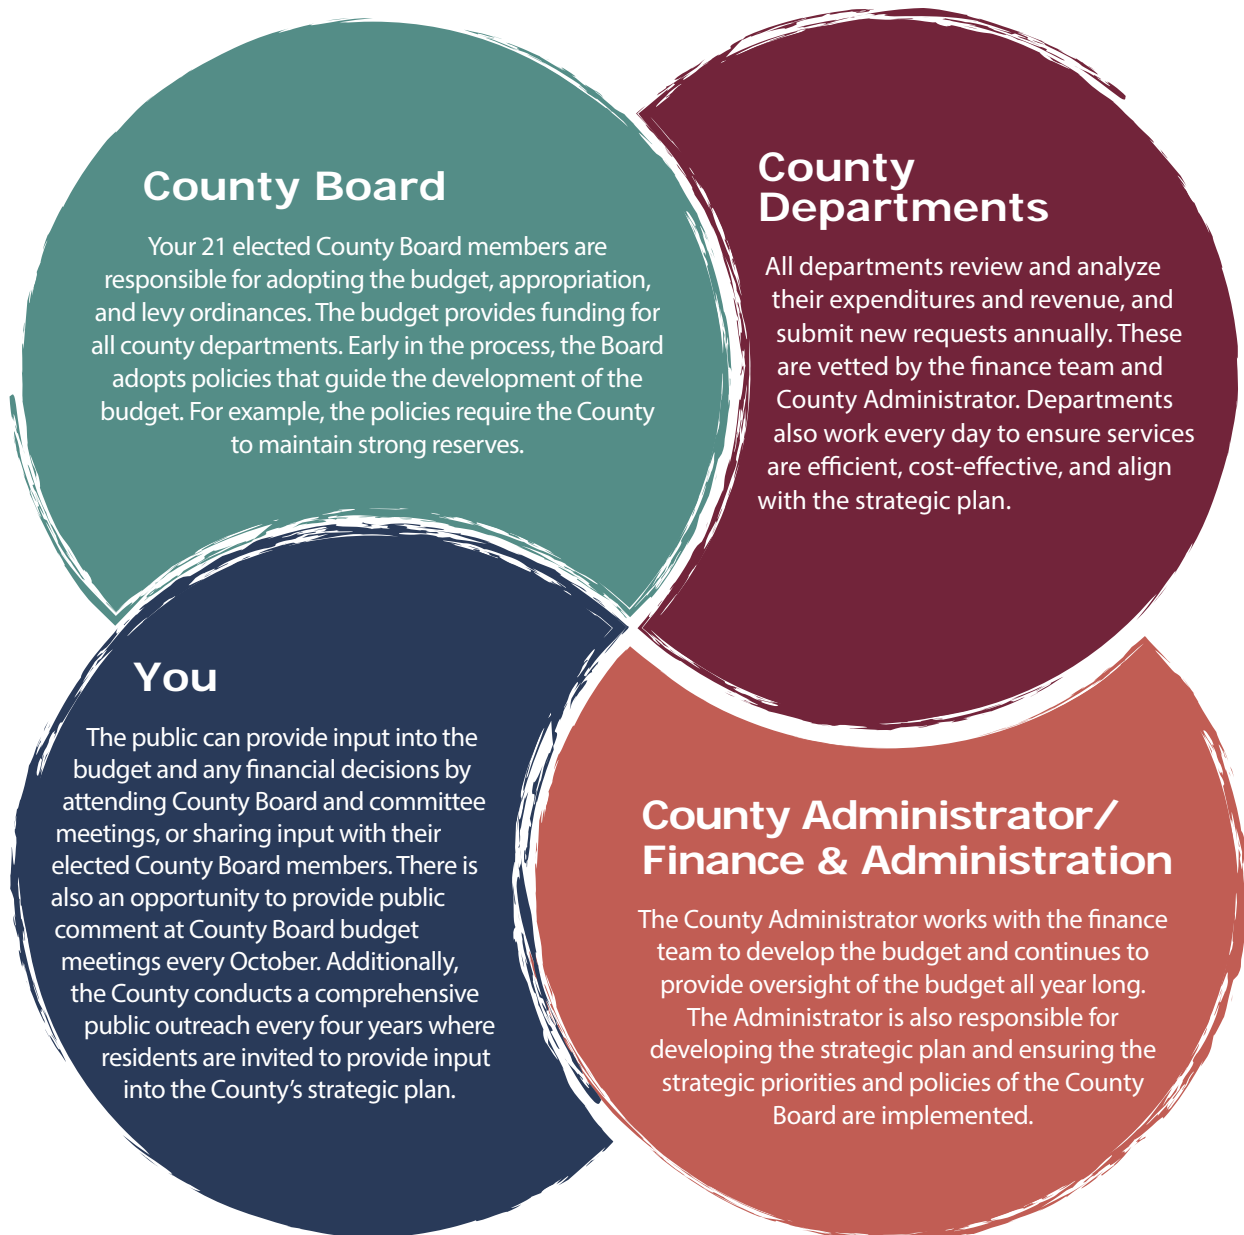 County Board
Your 21 elected County Board members are
responsible for adopting the budget, appropriation,
and levy ordinances. The budget provides funding for
all county departments. Early in the process, the Board
adopts policies that guide the development of the
budget. For example, the policies require the County
to maintain strong reserves.
County
Departments
All departments review and analyze
their expenditures and revenue, and
submit new requests annually. These
are vetted by the finance team and
County Administrator. Departments
also work every day to ensure services
are efficient, cost-effective, and align
with the strategic plan.
You
The public can provide input into the
budget and any financial decisions by
attending County Board and committee
meetings, or sharing input with their
elected County Board members. There is
also an opportunity to provide public
comment at County Board budget
meetings every October. Additionally,
the County conducts a comprehensive
public outreach every four years where
residents are invited to provide input
into the County’s strategic plan.
County Administrator/
Finance & Administration
The County Administrator works with the finance
team to develop the budget and continues to
provide oversight of the budget all year long.
The Administrator is also responsible for
developing the strategic plan and ensuring the
strategic priorities and policies of the County
Board are implemented.